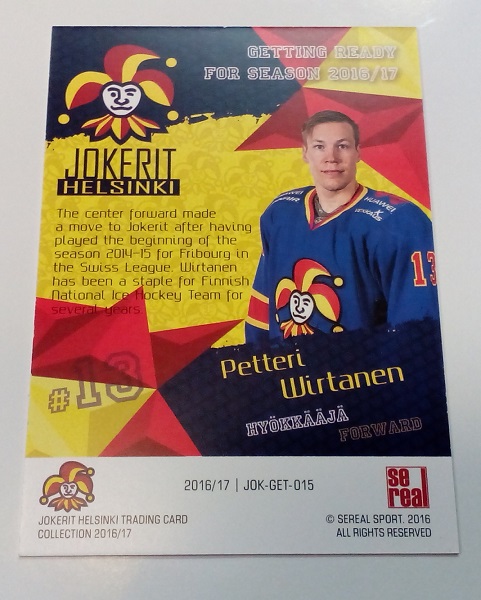 GETTING READY
FOR SEASON 2016/17
JOKERIT
HELSINKI
The center forward made
a move to Jokerit after having
played the beginning of the
season 2014-15 for Fribourg in
the Swiss League. Wirtanen
has been a staple for Finnish
National Ice Hockey Team for
several years.
HUAWEI
13
#13
Petteri
Wirtanen
HYÖKKÄÄJÄ
FORWARD
2016/17 | JOK-GET-015
se
real
JOKERIT HELSINKI TRADING CARD
COLLECTION 2016/17
© SEREAL SPORT. 2016
ALL RIGHTS RESERVED